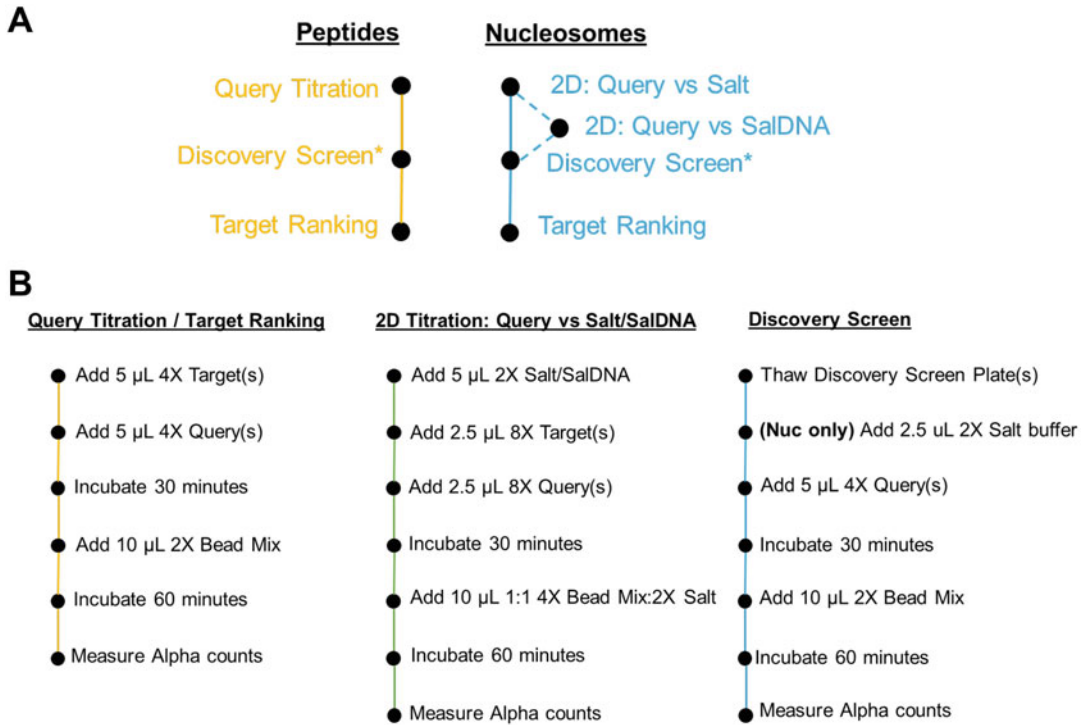 A
Peptides
Query Titration
Discovery Screen*
Target Ranking
Nucleosomes
2D: Query vs Salt
2D: Query vs SalDNA
Discovery Screen*
Target Ranking
B
Query Titration / Target Ranking
Add 5 µL 4X Target(s)
Add 5 µL 4X Query(s)
Incubate 30 minutes
Add 10 µL 2X Bead Mix
Incubate 60 minutes
Measure Alpha counts
2D Titration: Query vs Salt/SalDNA
Add 5 µL 2X Salt/SalDNA
Add 2.5 µL 8X Target(s)
Add 2.5 µL 8X Query(s)
Incubate 30 minutes
Add 10 µL 1:1 4X Bead Mix:2X Salt
Incubate 60 minutes
Measure Alpha counts
Discovery Screen
Thaw Discovery Screen Plate(s)
(Nuc only) Add 2.5 uL 2X Salt buffer
Add 5 µL 4X Query(s)
Incubate 30 minutes
Add 10 µL 2X Bead Mix
Incubate 60 minutes
Measure Alpha counts